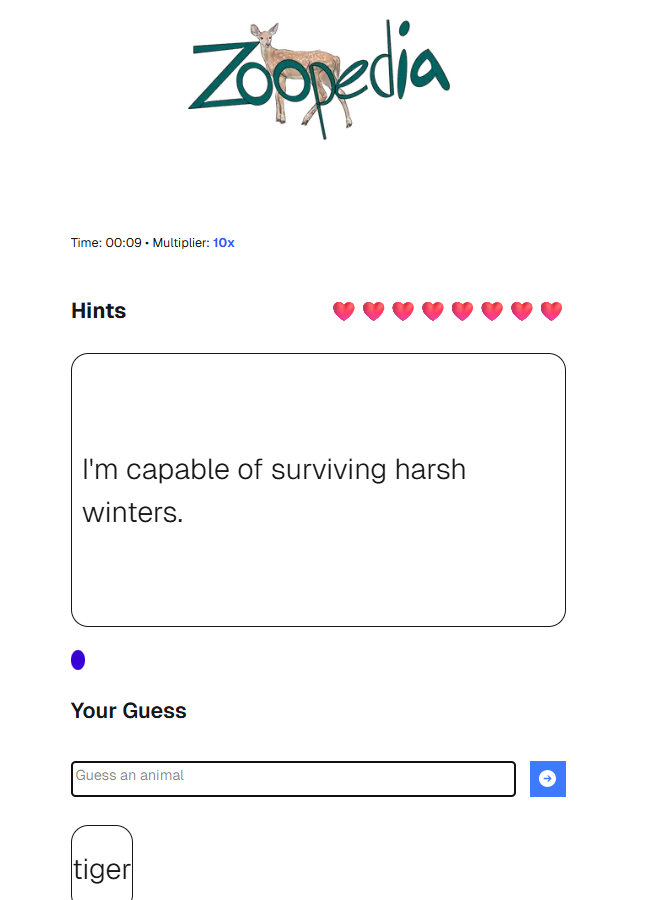 Zoopedia
Time: 00:09 • Multiplier: 10x
Hints
I'm capable of surviving harsh
winters.
Your Guess
Guess an animal
tiger